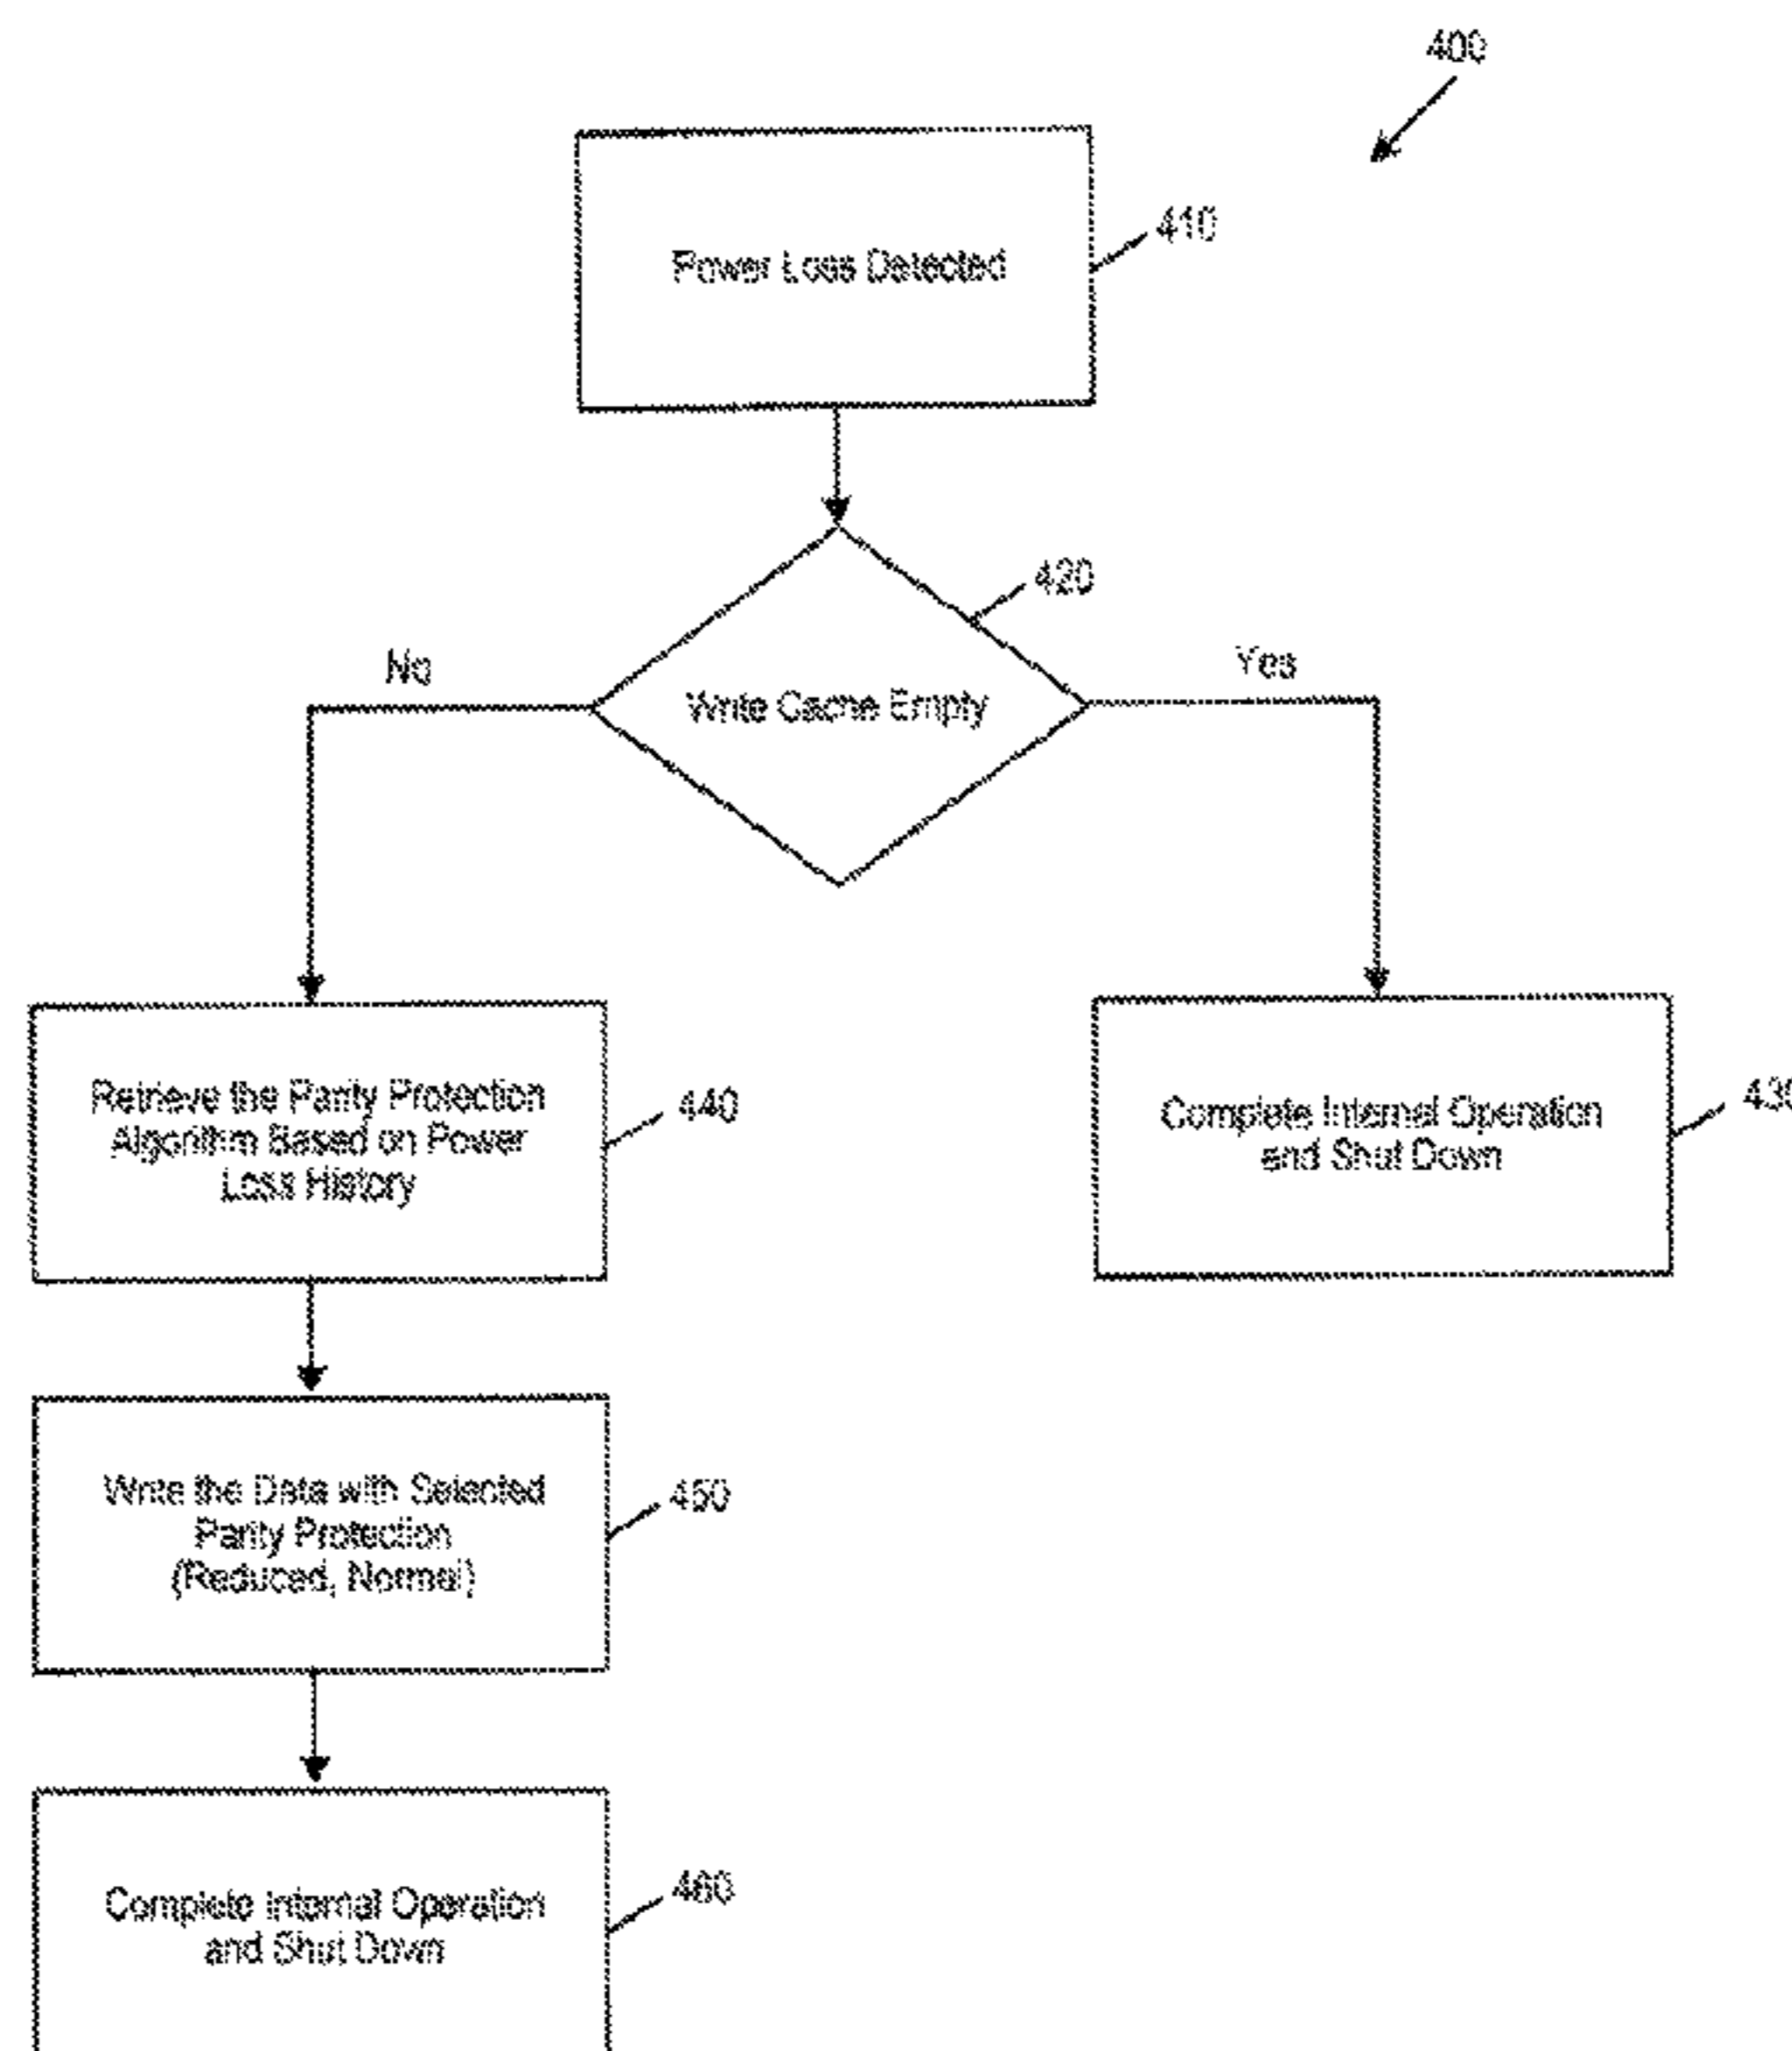 400
Power Loss Detected
410
420
No
Yes
Write Cache Empty
Retrieve the Parity Protection
Algorithm Based on Power
Loss History
440
Complete Internal Operation
and Shut Down
430
Write the Data with Selected
Parity Protection
(Reduced, Normal)
450
Complete Internal Operation
and Shut Down
460